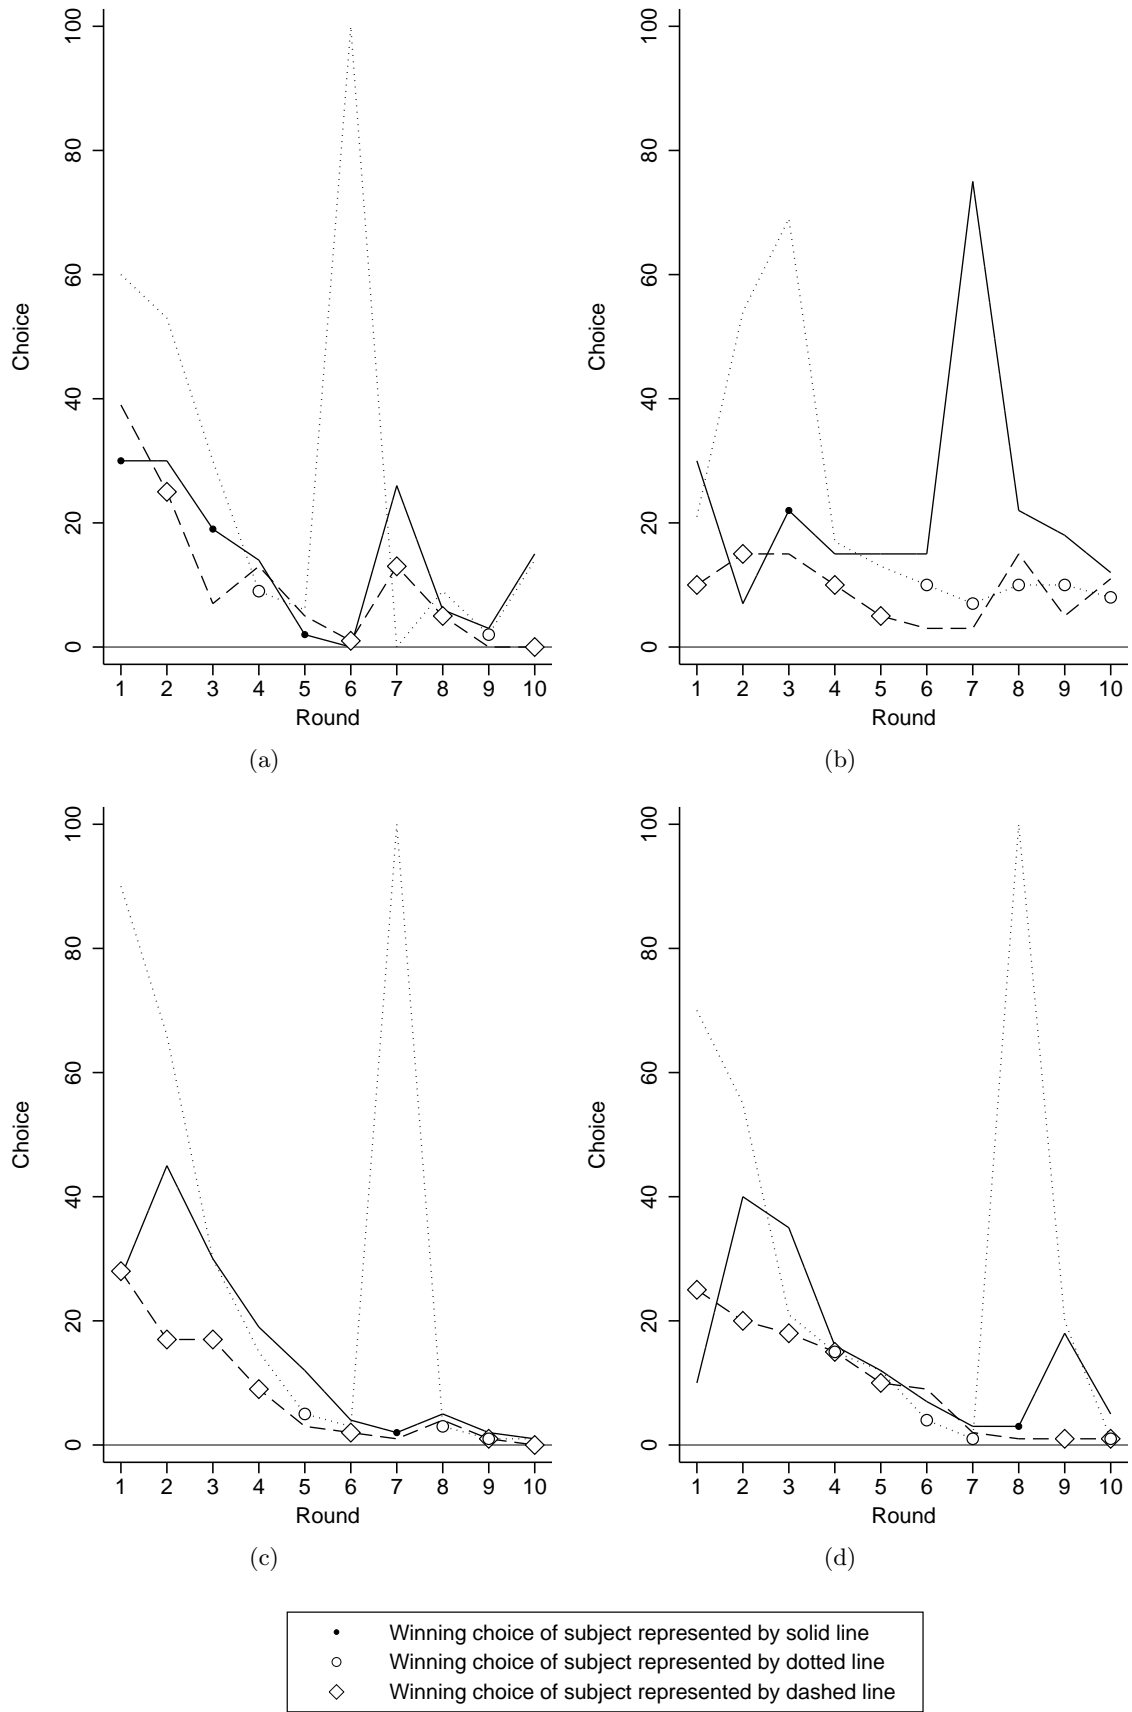 100
80
60
40
20
0
Choice
1 2 3 4 5 6 7 8 9 10
Round
(a)
100
80
60
40
20
0
Choice
1 2 3 4 5 6 7 8 9 10
Round
(b)
100
80
60
40
20
0
Choice
1 2 3 4 5 6 7 8 9 10
Round
(c)
100
80
60
40
20
0
Choice
1 2 3 4 5 6 7 8 9 10
Round
(d)
Winning choice of subject represented by solid line
Winning choice of subject represented by dotted line
Winning choice of subject represented by dashed line